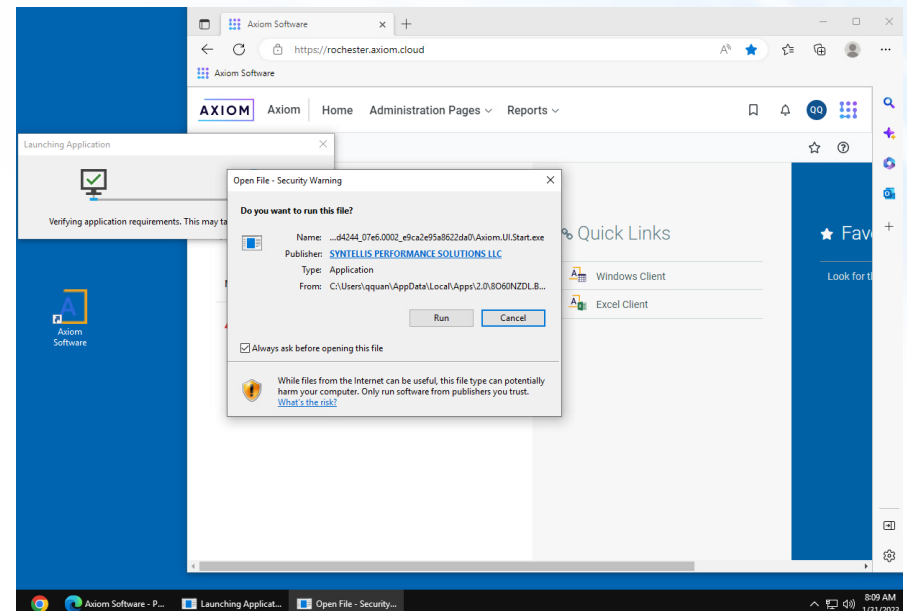 Axiom Software
https://rochester.axiom.cloud
Axiom Software
AXIOM
Axiom
Home
Administration Pages
Reports
QQ
Launching Application
Verifying application requirements. This may ta
Open File - Security Warning
Do you want to run this file?
Name: ...d4244_07e6.0002_e9ca2e95a8622da0\Axiom.UI.Start.exe
Publisher: SYNTELLIS PERFORMANCE SOLUTIONS LLC
Type: Application
From: C:\Users\qquan\AppData\Local\Apps\2.0\8O60NZDL.B...
Run
Cancel
Always ask before opening this file
While files from the Internet can be useful, this file type can potentially
harm your computer. Only run software from publishers you trust.
What's the risk?
Quick Links
Windows Client
Excel Client
Fav
Look for t
Axiom
Software
Axiom Software - P...
Launching Applicat...
Open File - Security...
8:09 AM
1/31/2023